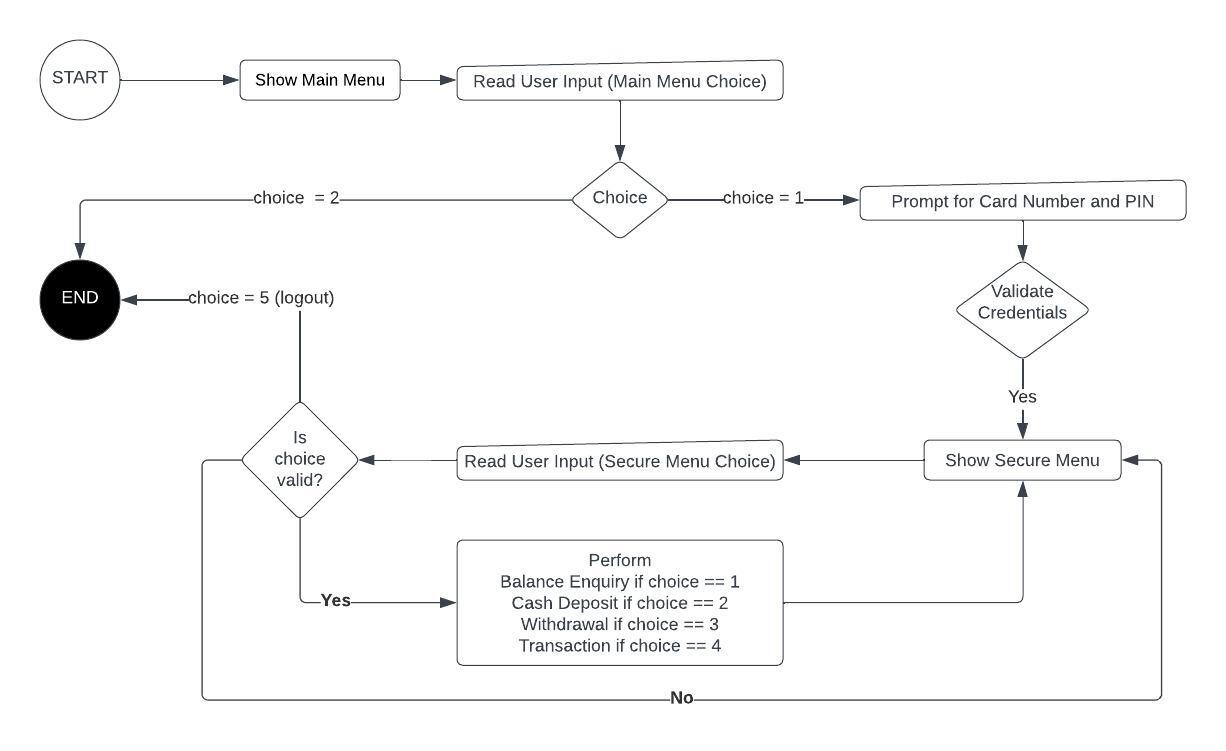 START
Show Main Menu
Read User Input (Main Menu Choice)
choice  = 2
Choice
choice = 1
Prompt for Card Number and PIN
END
choice = 5 (logout)
Validate
Credentials
Yes
Is
choice
valid?
Read User Input (Secure Menu Choice)
Show Secure Menu
Perform
Balance Enquiry if choice == 1
Cash Deposit if choice == 2
Withdrawal if choice == 3
Transaction if choice == 4
Yes
No